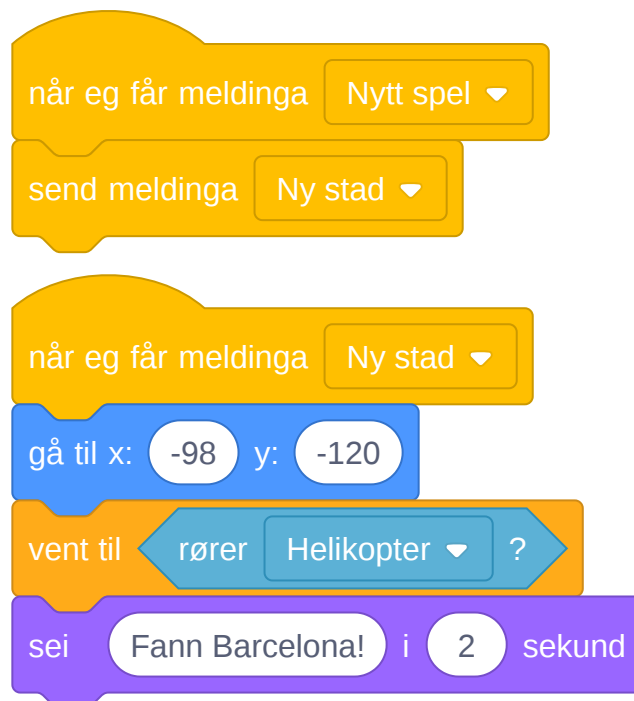 når eg får meldinga Nytt spel
send meldinga Ny stad
når eg får meldinga Ny stad
gå til x: -98 y: -120
vent til rører Helikopter ?
sei Fann Barcelona! i 2 sekund